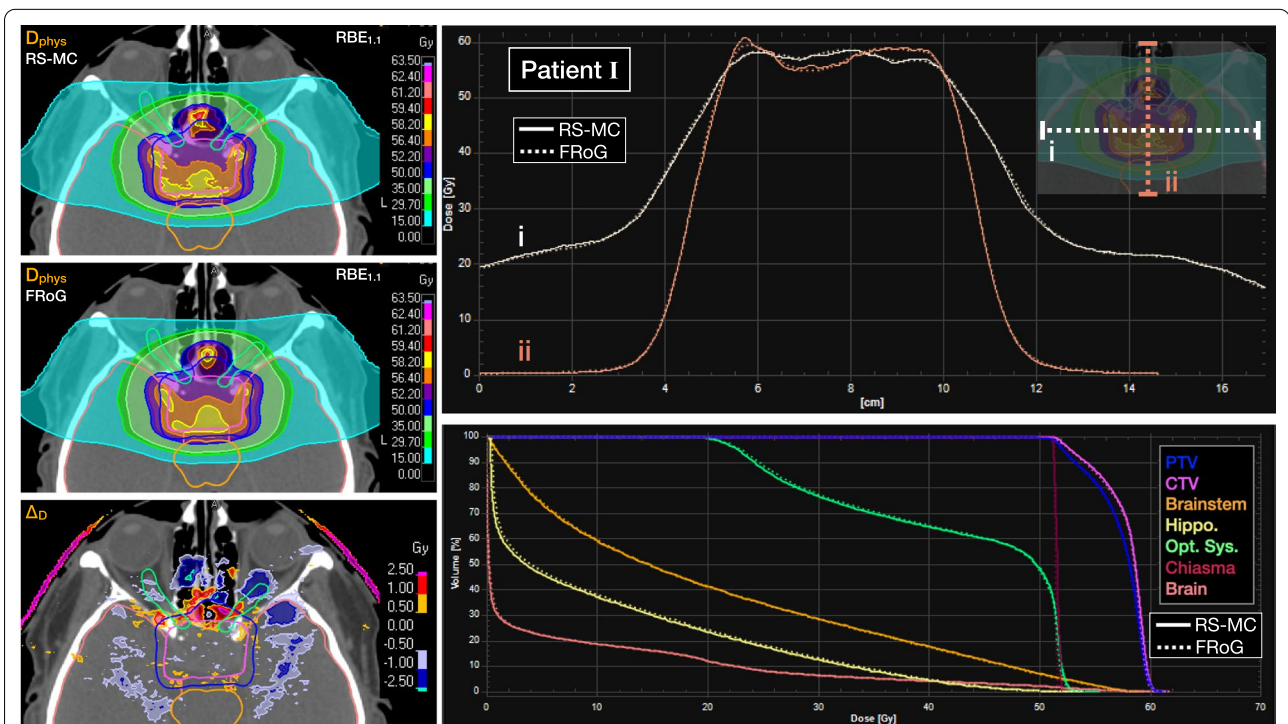 Dphys
RS-MC
A
RBE1.1
Gy
63.50
62.40
61.20
59.40
58.20
56.40
52.20
50.00
35.00
L 29.70
15.00
0.00
Dphys
FRoG
A
RBE1.1
Gy
63.50
62.40
61.20
59.40
58.20
56.40
52.20
50.00
35.00
L 29.70
15.00
0.00
ΔD
A
Gy
2.50
1.00
0.50
0.00
-0.50
-1.00
-2.50
Patient I
RS-MC
FRoG
i
ii
i
ii
Dose [Gy]
60
50
40
30
20
10
0
0 2 4 6 8 10 12 14 16
[cm]
PTV
CTV
Brainstem
Hippo.
Opt. Sys.
Chiasma
Brain
RS-MC
FRoG
Volume [%]
100
90
80
70
60
50
40
30
20
10
0
0 10 20 30 40 50 60 70
Dose [Gy]